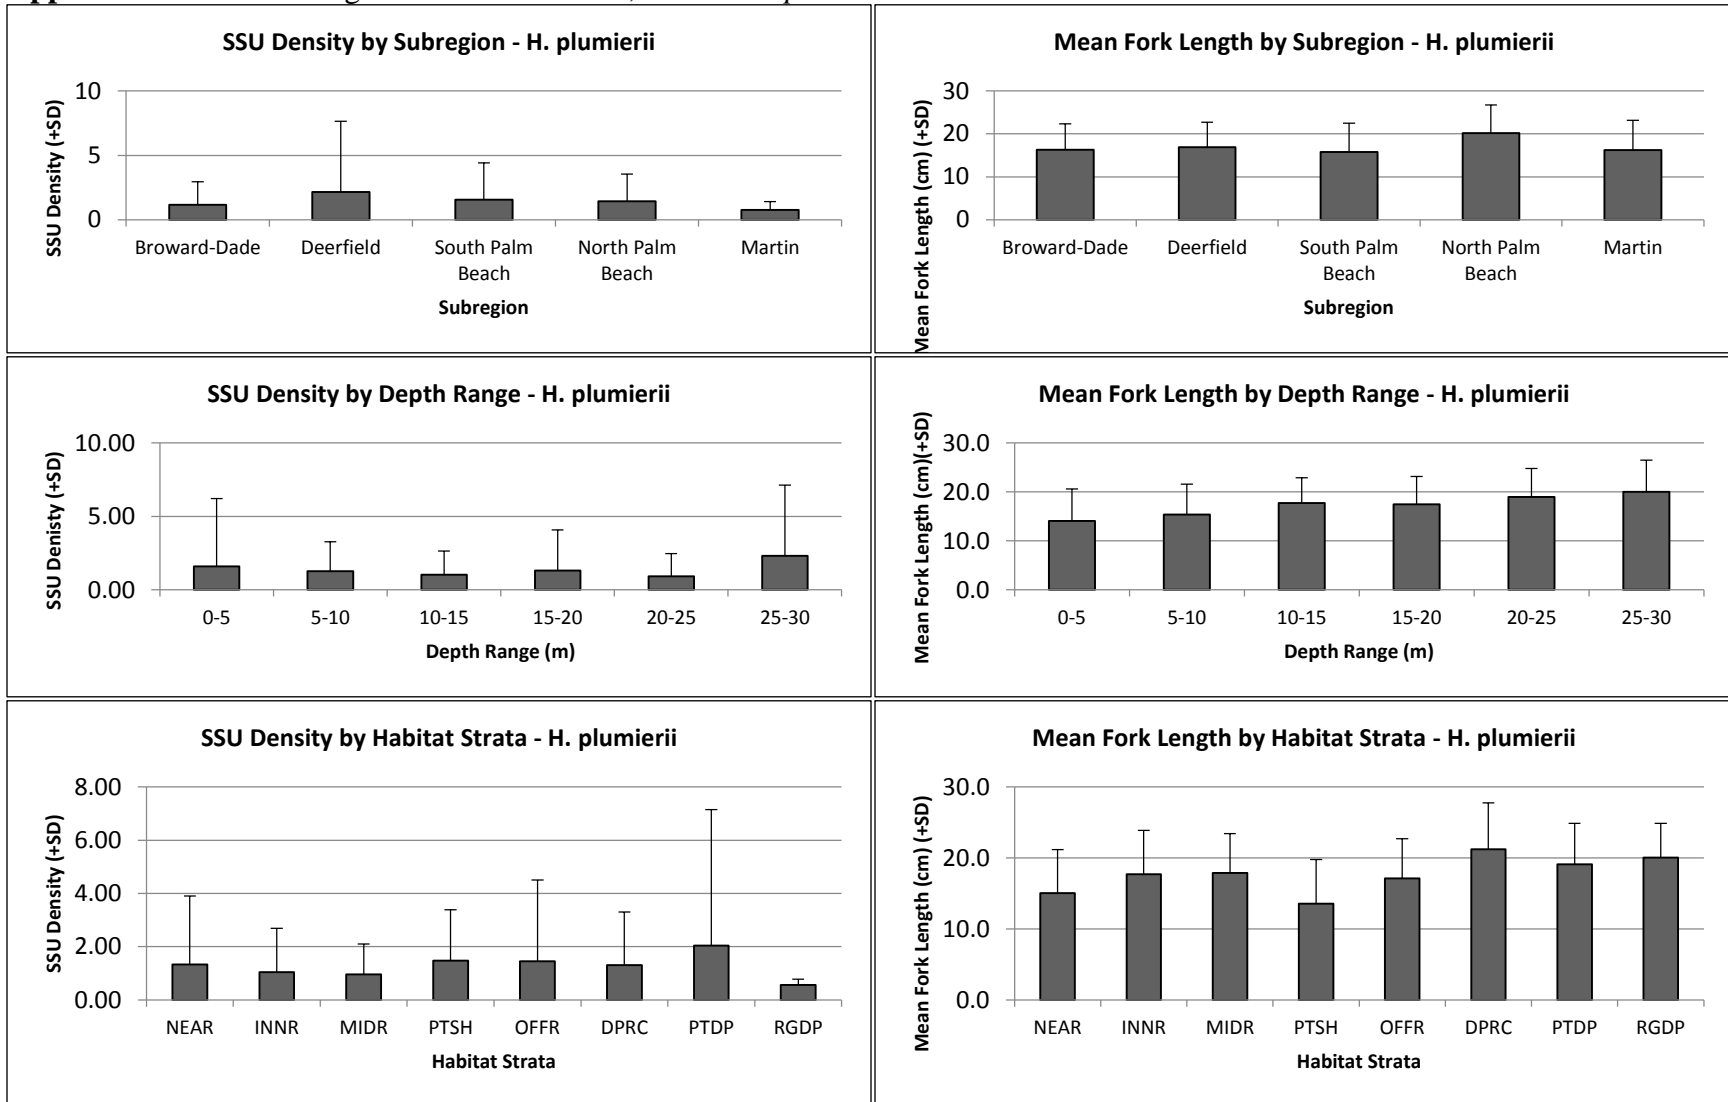 SSU Density by Subregion - H. plumierii
SSU Density (+SD)
10
5
0
Broward-Dade
Deerfield
South Palm
Beach
North Palm
Beach
Martin
Subregion
Mean Fork Length by Subregion - H. plumierii
Mean Fork Length (cm) (+SD)
30
20
10
0
Broward-Dade
Deerfield
South Palm
Beach
North Palm
Beach
Martin
Subregion
SSU Density by Depth Range - H. plumierii
SSU Denisty (+SD)
10.00
5.00
0.00
0-5
5-10
10-15
15-20
20-25
25-30
Depth Range (m)
Mean Fork Length by Depth Range - H. plumierii
Mean Fork Length (cm)(+SD)
30.0
20.0
10.0
0.0
0-5
5-10
10-15
15-20
20-25
25-30
Depth Range (m)
SSU Density by Habitat Strata - H. plumierii
SSU Density (+SD)
8.00
6.00
4.00
2.00
0.00
NEAR
INNR
MIDR
PTSH
OFFR
DPRC
PTDP
RGDP
Habitat Strata
Mean Fork Length by Habitat Strata - H. plumierii
Mean Fork Length (cm) (+SD)
30.0
20.0
10.0
0.0
NEAR
INNR
MIDR
PTSH
OFFR
DPRC
PTDP
RGDP
Habitat Strata